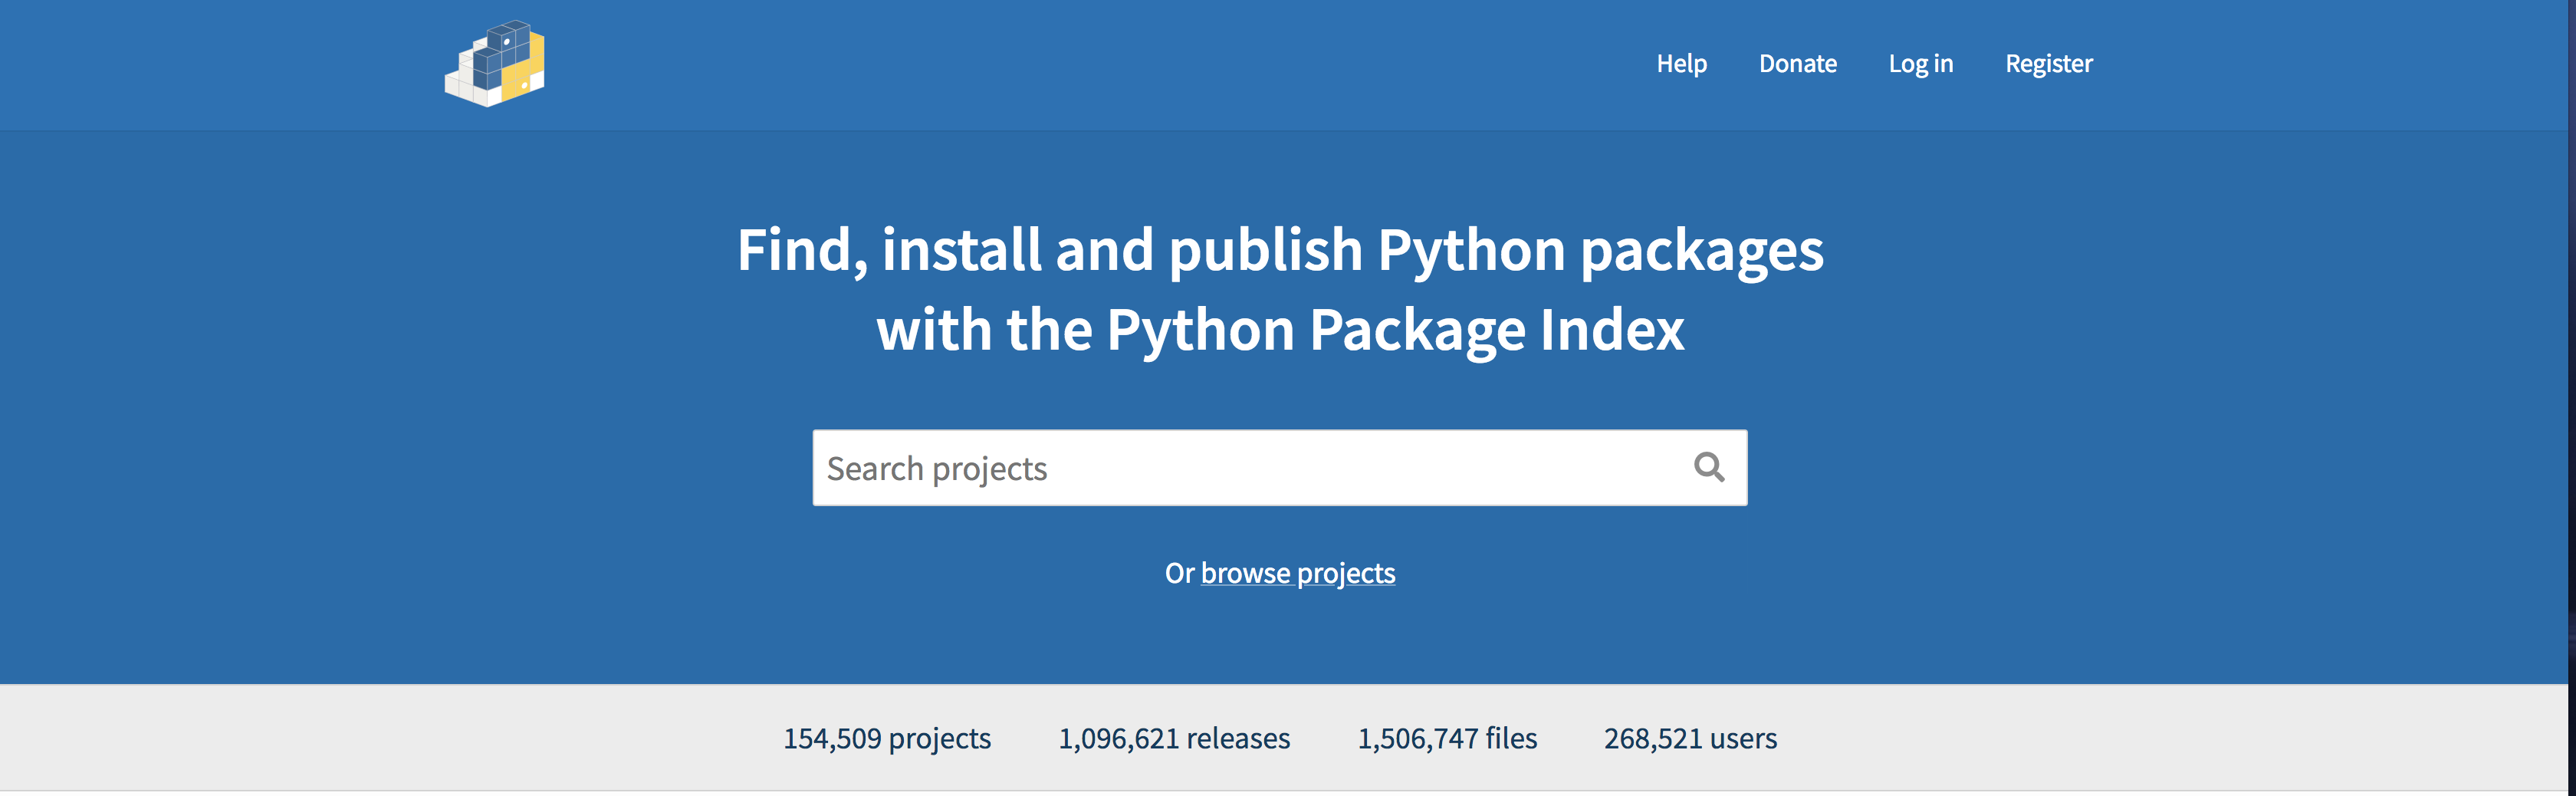 Help Donate Log in Register
Find, install and publish Python packages
with the Python Package Index
Search projects
Or browse projects
154,509 projects 1,096,621 releases 1,506,747 files 268,521 users